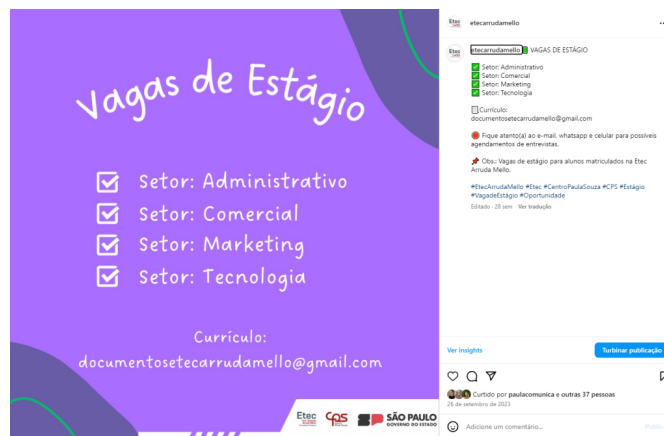 Vagas de Estágio
Setor: Administrativo
Setor: Comercial
Setor: Marketing
Setor: Tecnologia
Currículo:
documentosetecarrudamello@gmail.com
Etec
CPS
SÃO PAULO
GOVERNO DO ESTADO
etecarrudamello
etecarrudamello VAGAS DE ESTÁGIO
Setor: Administrativo
Setor: Comercial
Setor: Marketing
Setor: Tecnologia
Currículo:
documentosetecarrudamello@gmail.com
Fique atento(a) ao e-mail, whatsapp e celular para possíveis
agendamentos de entrevistas.
Obs.: Vagas de estágio para alunos matriculados na Etec
Arruda Mello.
#EtecArrudaMello #Etec #CentroPaulaSouza #CPS #Estágio
#VagadeEstágio #Oportunidade
Editado · 28 sem Ver tradução
Ver insights
Turbinar publicação
Curtido por paulacomunica e outras 37 pessoas
26 de setembro de 2023
Adicione um comentário...